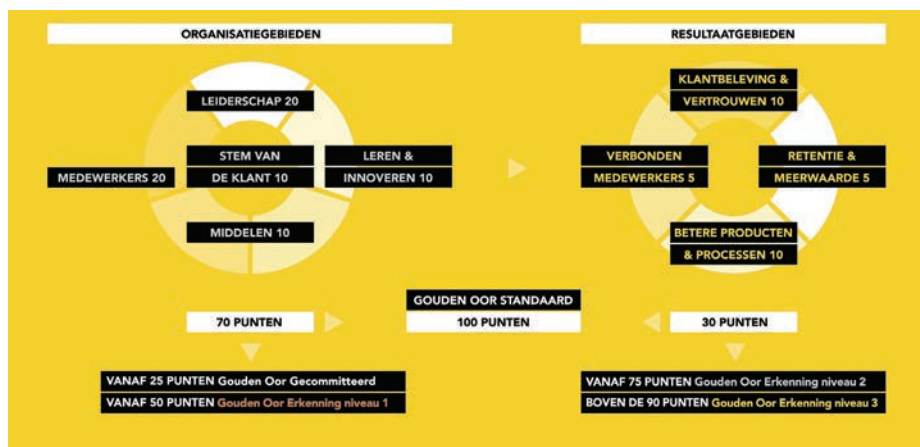 ORGANISATIEGEBIEDEN
LEIDERSCHAP 20
STEM VAN
DE KLANT 10
LEREN &
INNOVEREN 10
MEDEWERKERS 20
MIDDELEN 10
RESULTAATGEBIEDEN
KLANTBELEVING &
VERTROUWEN 10
VERBONDEN
MEDEWERKERS 5
RETENTIE &
MEERWAARDE 5
BETERE PRODUCTEN
& PROCESSEN 10
GOUDEN OOR STANDAARD
70 PUNTEN
100 PUNTEN
30 PUNTEN
VANAF 25 PUNTEN Gouden Oor Gecommitteerd
VANAF 50 PUNTEN Gouden Oor Erkenning niveau 1
VANAF 75 PUNTEN Gouden Oor Erkenning niveau 2
BOVEN DE 90 PUNTEN Gouden Oor Erkenning niveau 3